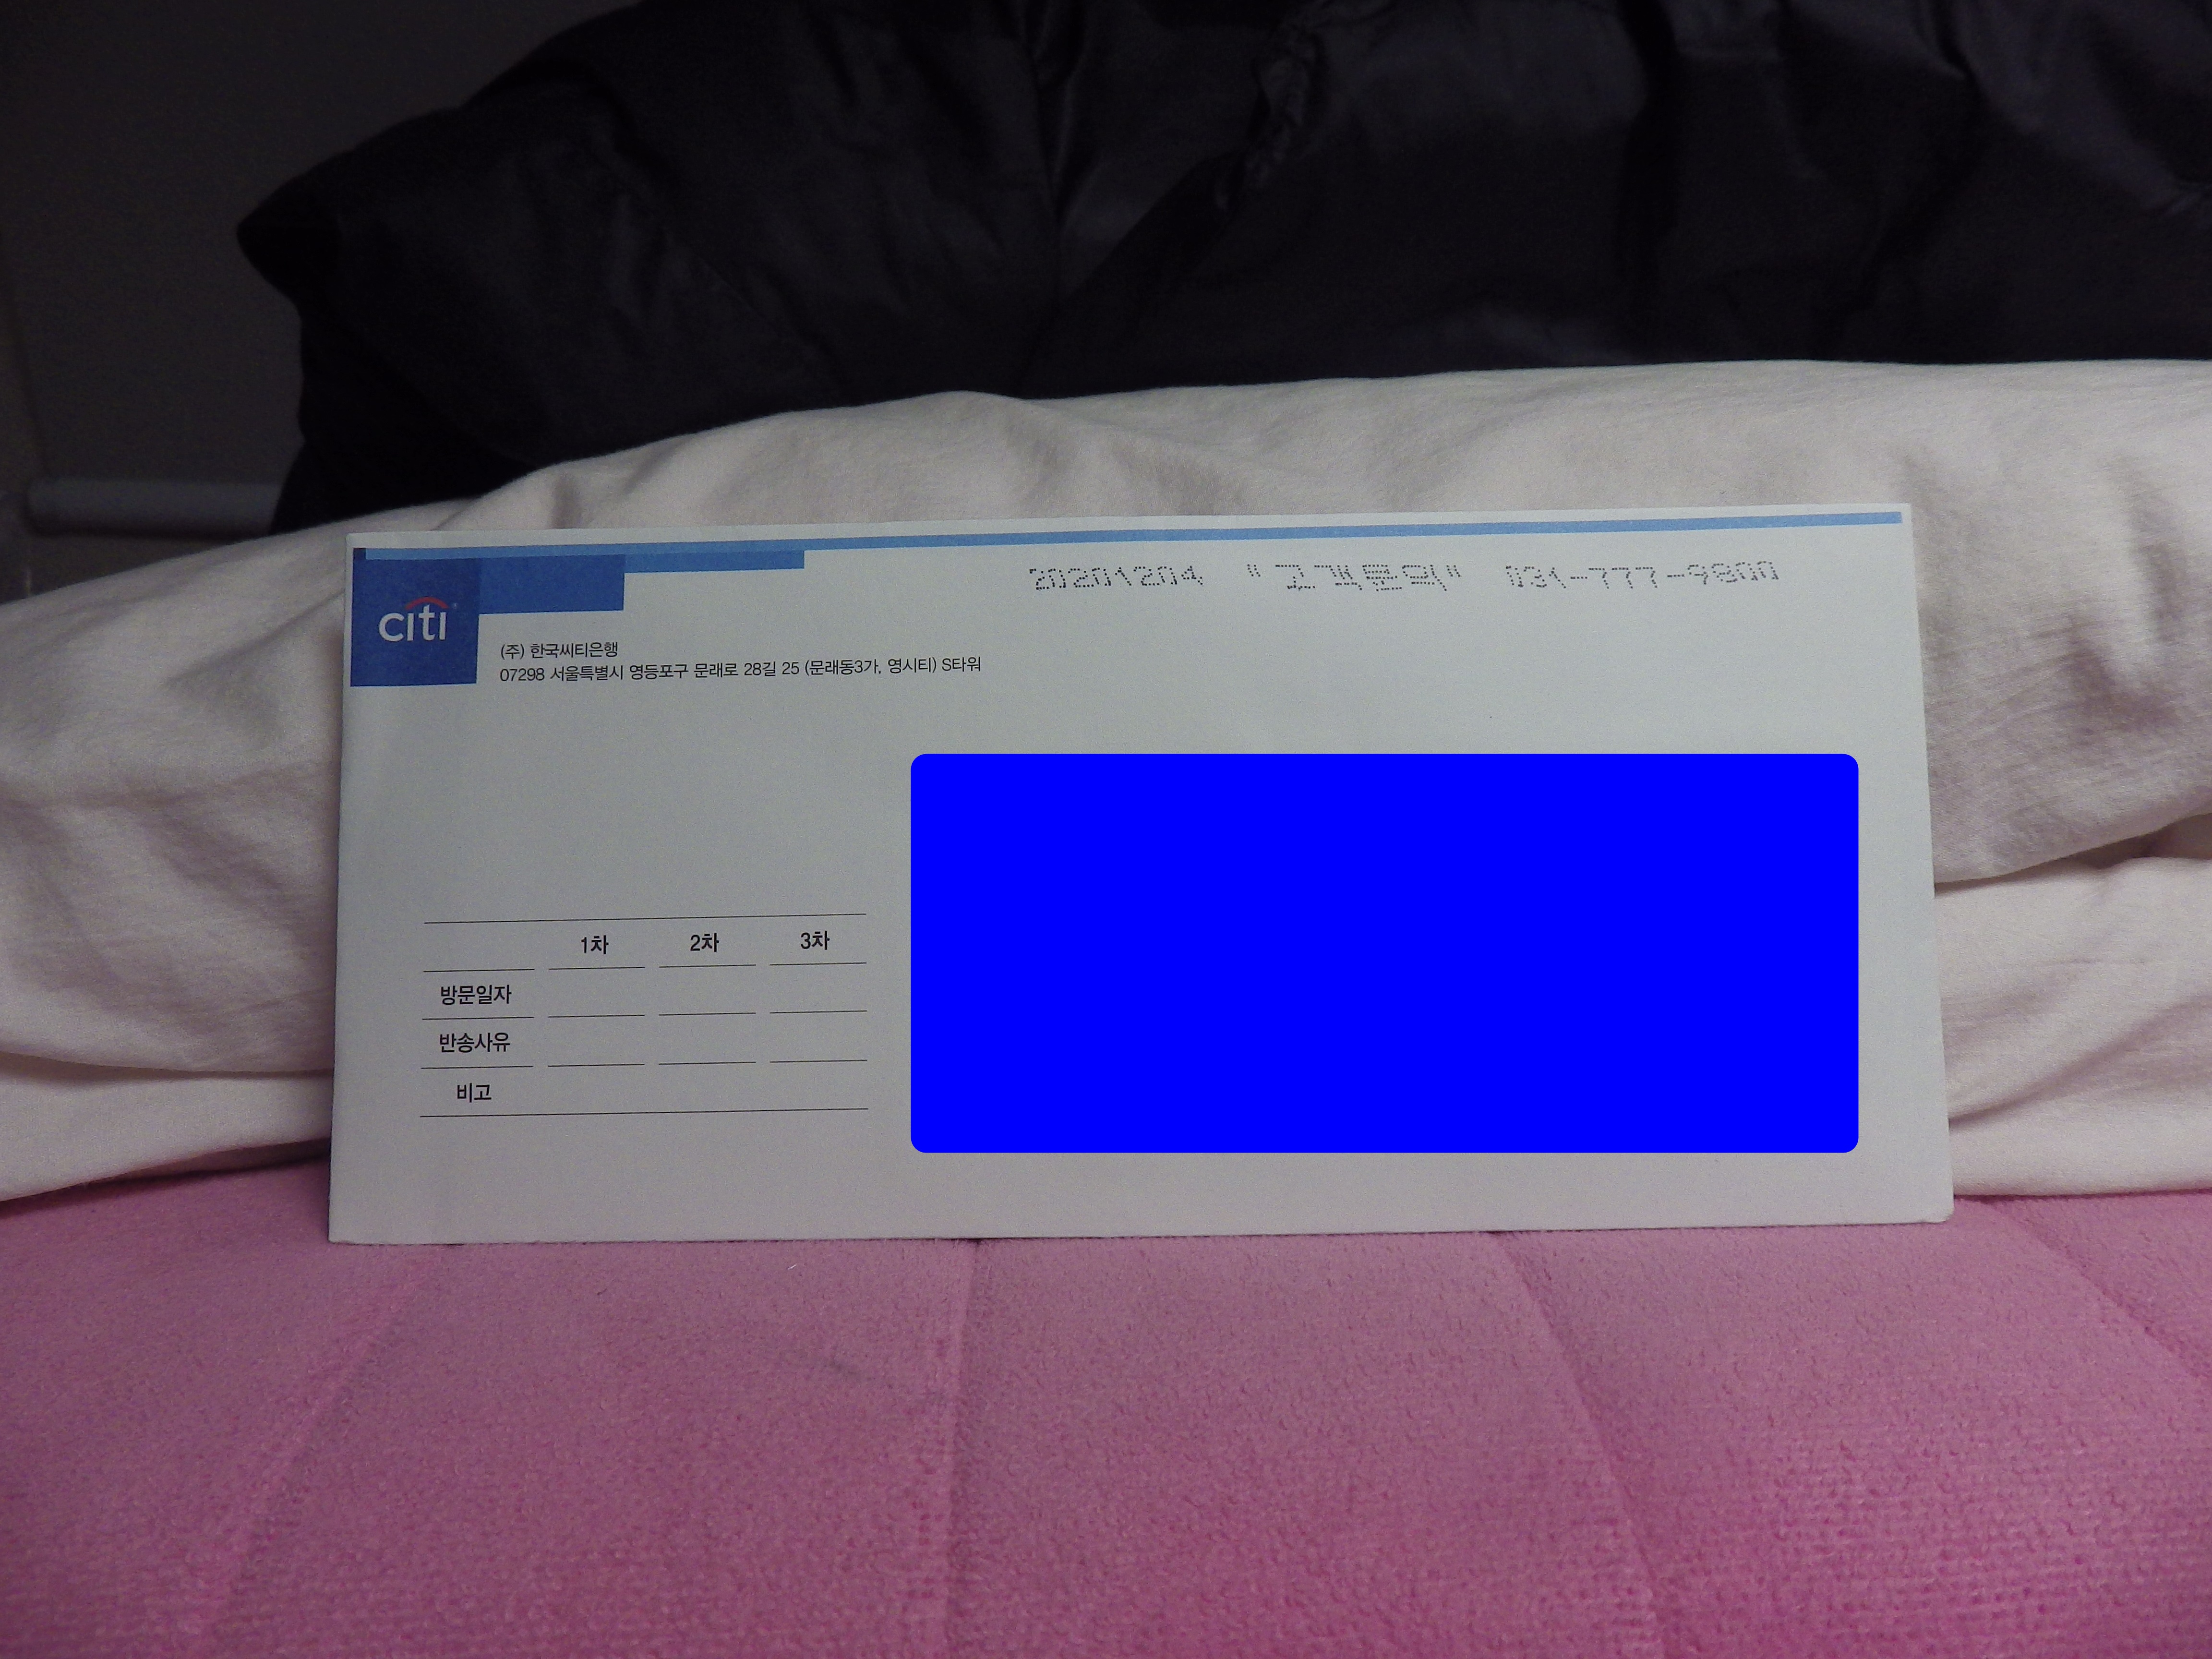 citi
20201204 "고객문의" 031-777-9800
(주) 한국씨티은행
07298 서울특별시 영등포구 문래로 28길 25 (문래동3가, 영시티) S타워
1차 2차 3차
방문일자
반송사유
비고